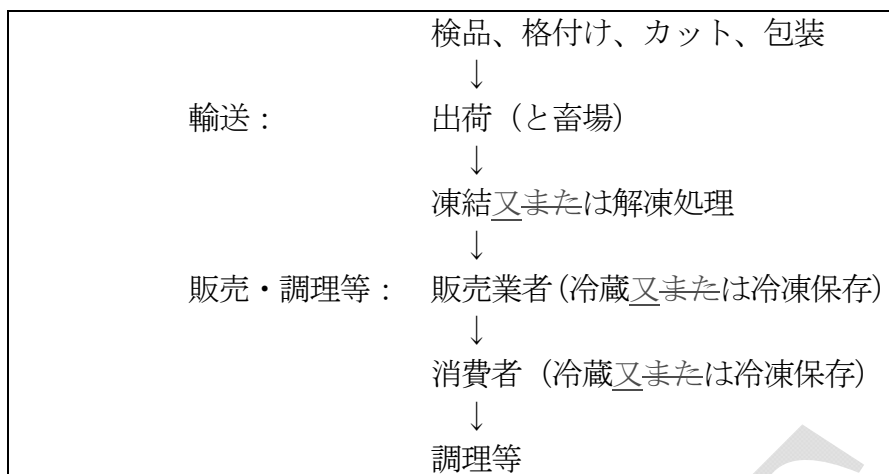 検品、格付け、カット、包装
↓
輸送： 出荷（と畜場）
↓
凍結又または解凍処理
↓
販売・調理等： 販売業者（冷蔵又または冷凍保存）
↓
消費者（冷蔵又または冷凍保存）
↓
調理等